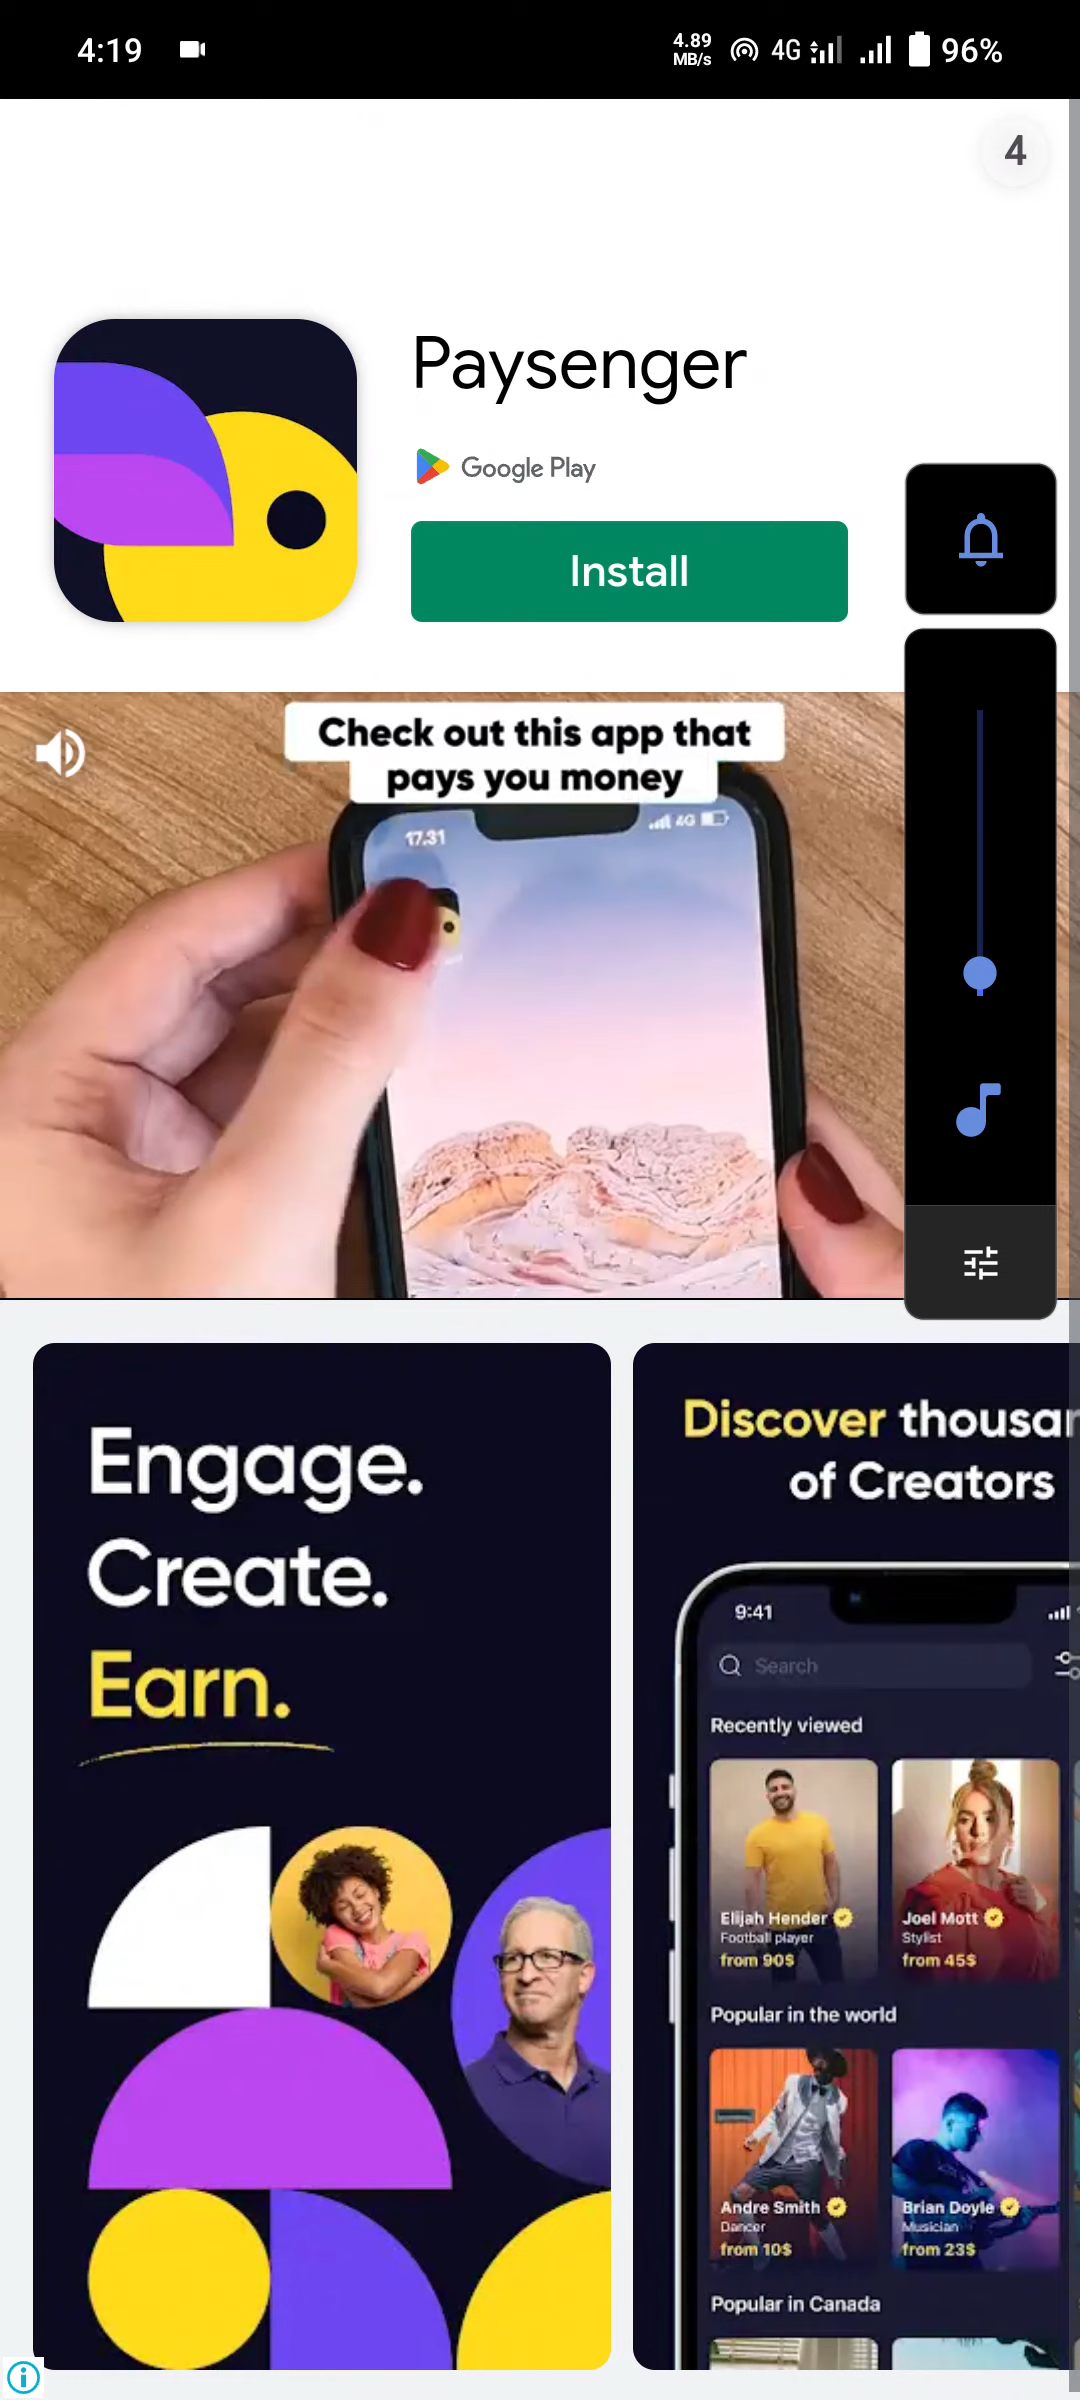 4:19
4.89
MB/s
4G
96%
4
Paysenger
Google Play
Install
Check out this app that
pays you money
17.31
4G
Engage.
Create.
Earn.
Discover thousan
of Creators
9:41
Search
Recently viewed
Elijah Hender
Football player
from 90$
Joel Mott
Stylist
from 45$
Popular in the world
Andre Smith
Dancer
from 10$
Brian Doyle
Musician
from 23$
Popular in Canada